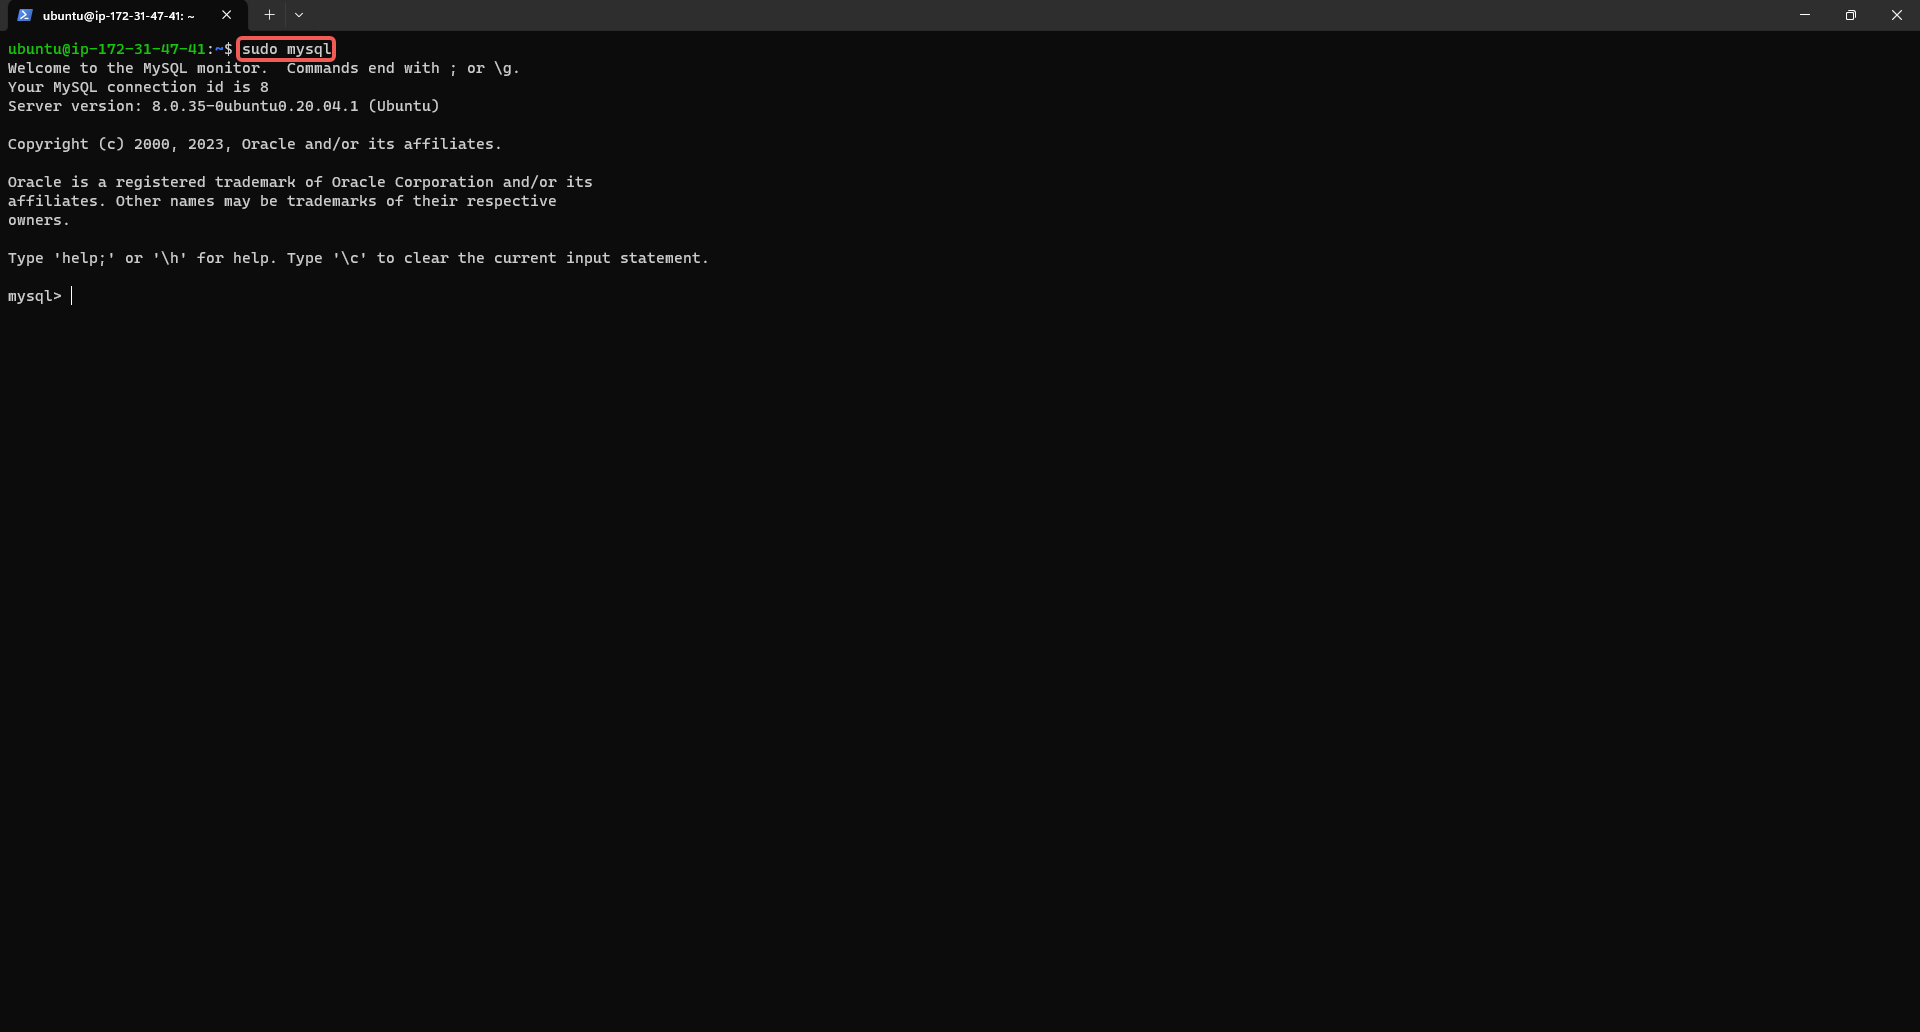 ubuntu@ip-172-31-47-41: ~
ubuntu@ip-172-31-47-41:~$ sudo mysql
Welcome to the MySQL monitor.  Commands end with ; or \g.
Your MySQL connection id is 8
Server version: 8.0.35-0ubuntu0.20.04.1 (Ubuntu)
Copyright (c) 2000, 2023, Oracle and/or its affiliates.
Oracle is a registered trademark of Oracle Corporation and/or its
affiliates. Other names may be trademarks of their respective
owners.
Type 'help;' or '\h' for help. Type '\c' to clear the current input statement.
mysql>